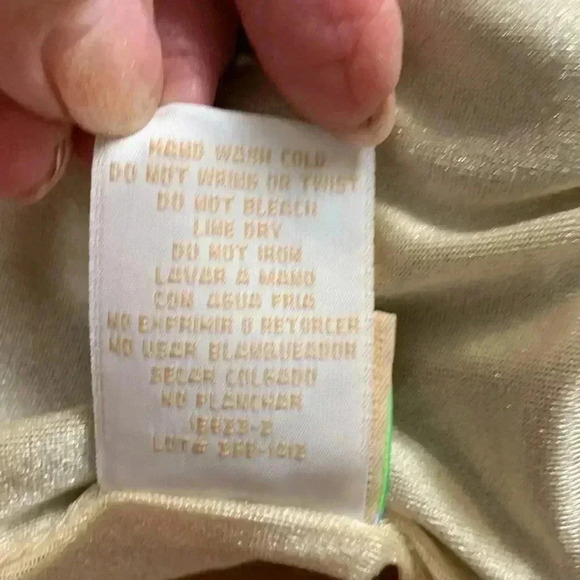 HAND WASH COLD
DO NOT WRING OR TWIST
DO NOT BLEACH
LINE DRY
DO NOT IRON
LAVAR A MANO
CON AGUA FRIA
NO EXPRIMIR O RETORCER
NO USAR BLANQUEADOR
SECAR COLGADO
NO PLANCHAR